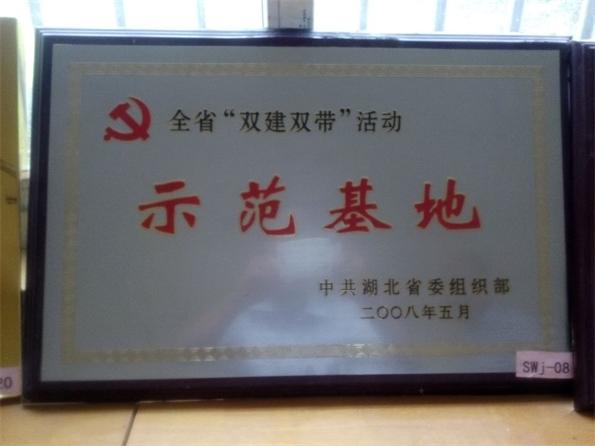 全省“双建双带”活动
示范基地
中共湖北省委组织部
二〇〇八年五月
SWj-08
20